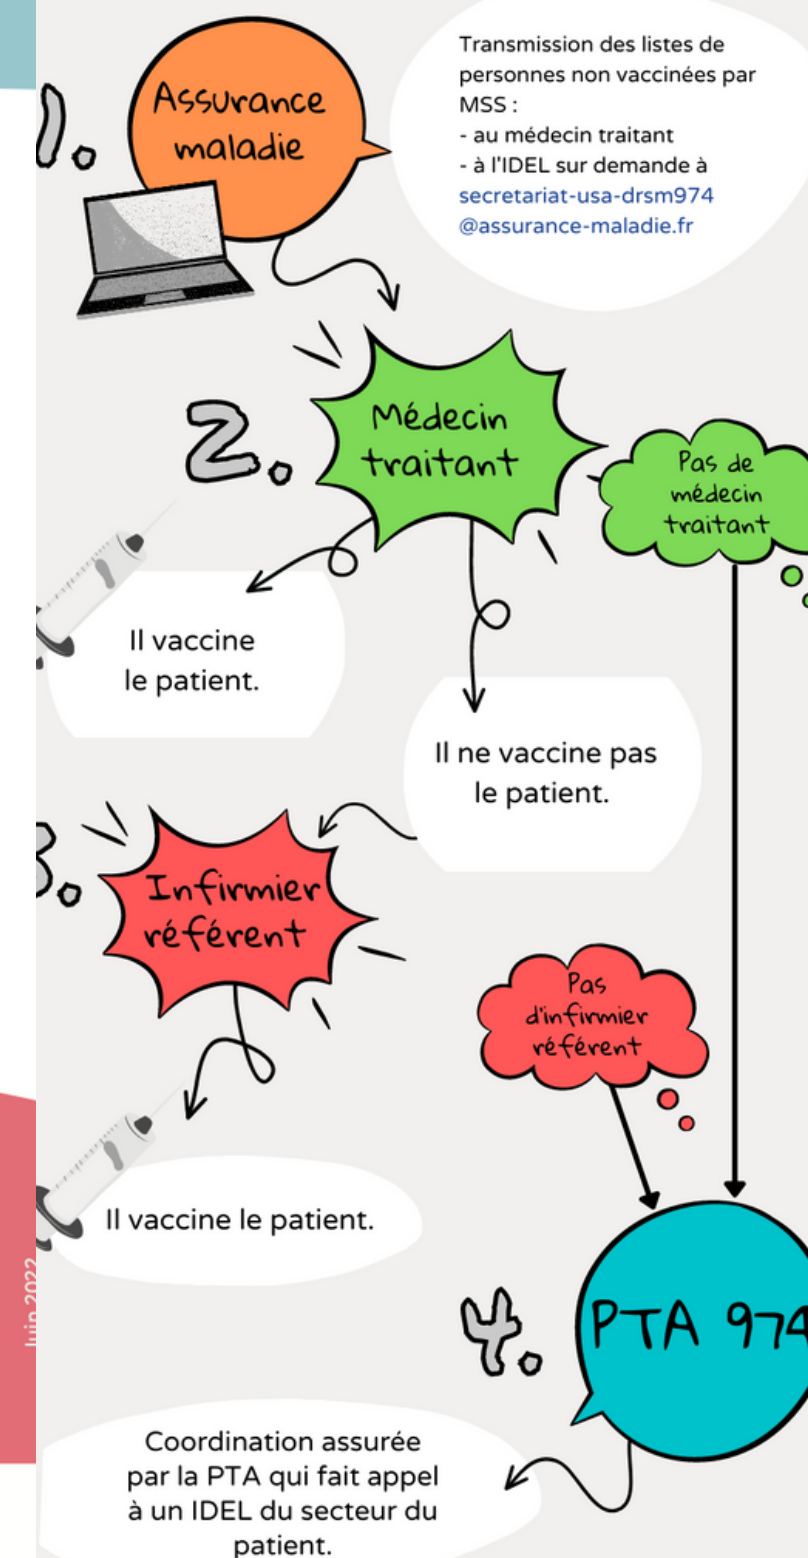 1.
Assurance
maladie
Transmission des listes de
personnes non vaccinées par
MSS :
- au médecin traitant
- à l'IDEL sur demande à
secretariat-usa-drsm974
@assurance-maladie.fr
2.
Médecin
traitant
Pas de
médecin
traitant
Il vaccine
le patient.
Il ne vaccine pas
le patient.
3.
Infirmier
référent
Pas
d'infirmier
référent
Il vaccine le patient.
Juin 2022
4.
PTA 974
Coordination assurée
par la PTA qui fait appel
à un IDEL du secteur du
patient.